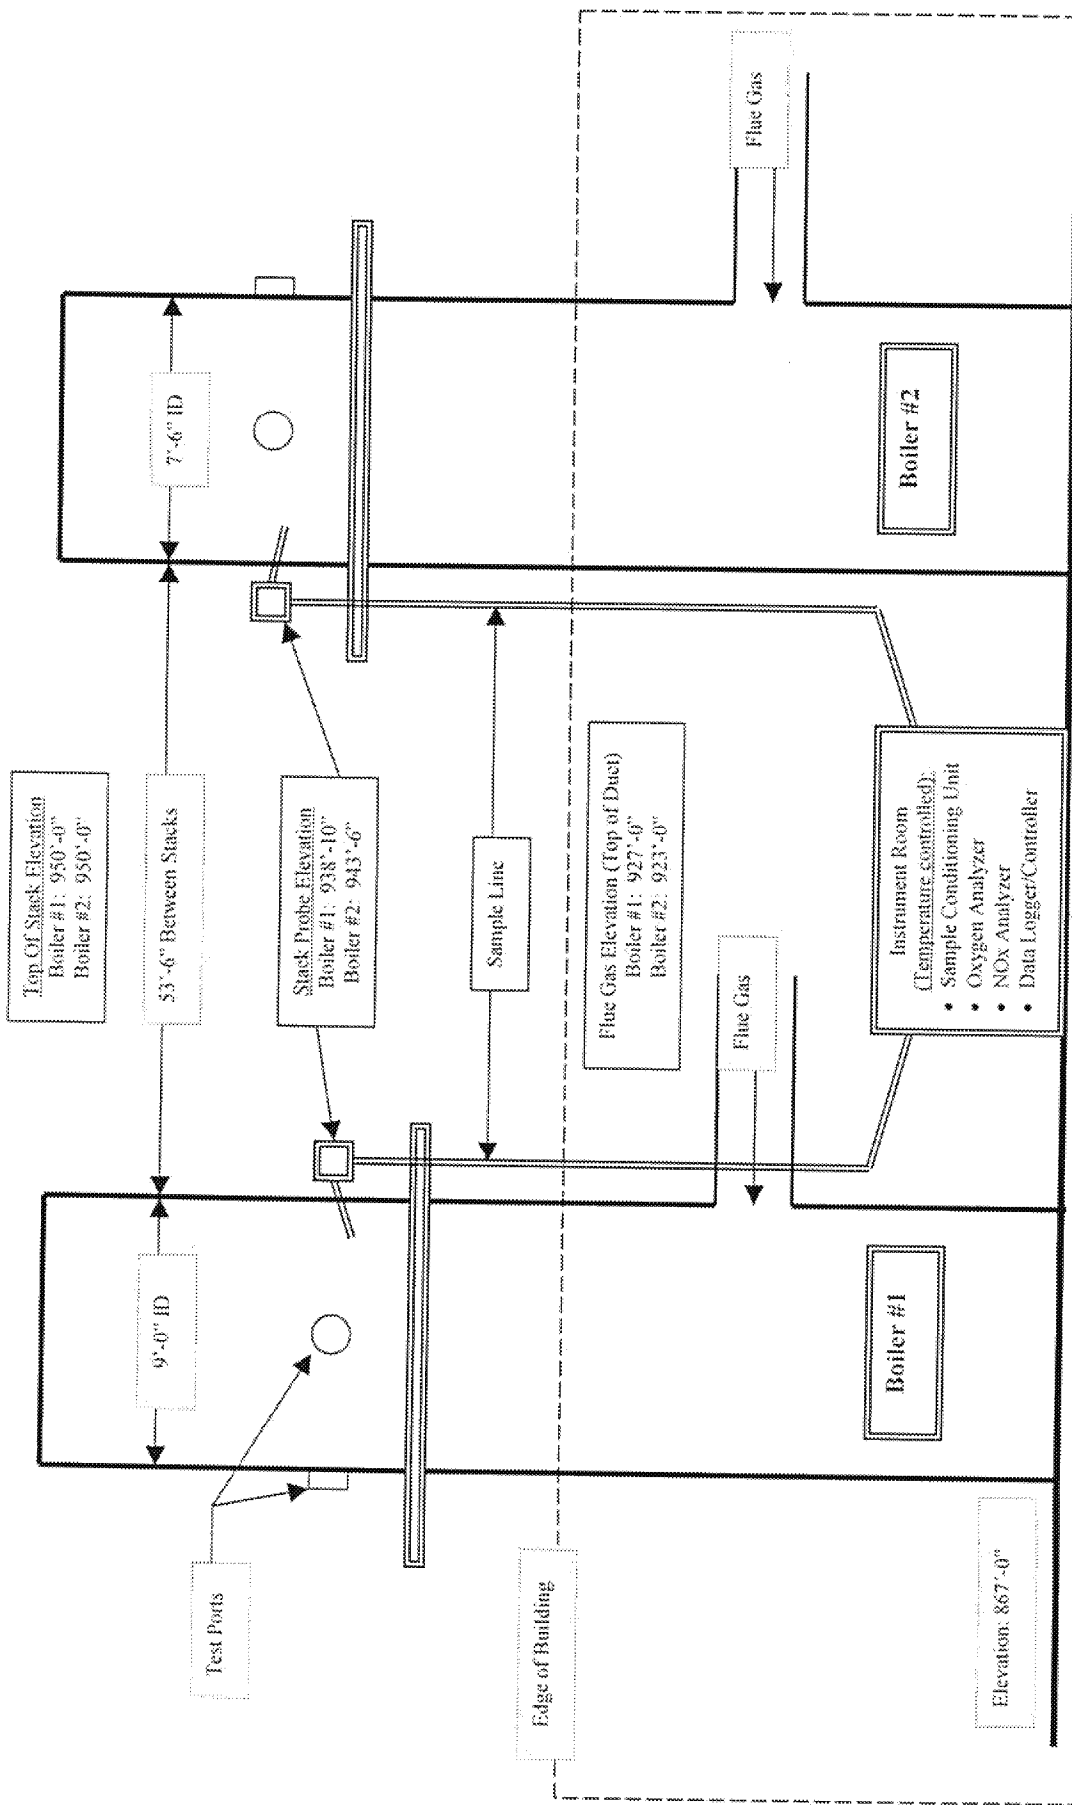 Top Of Stack Elevation
Boiler #1: 950'-0"
Boiler #2: 950'-0"
9'-0" ID
53'-6" Between Stacks
7'-6" ID
Test Ports
Stack Probe Elevation
Boiler #1: 938'-10"
Boiler #2: 943'-6"
Sample Line
Edge of Building
Flue Gas Elevation (Top of Duct)
Boiler #1: 927'-0"
Boiler #2: 923'-0"
Flue Gas
Flue Gas
Boiler #1
Instrument Room
(Temperature controlled):
• Sample Conditioning Unit
• Oxygen Analyzer
• NOx Analyzer
• Data Logger/Controller
Boiler #2
Elevation: 867'-0"